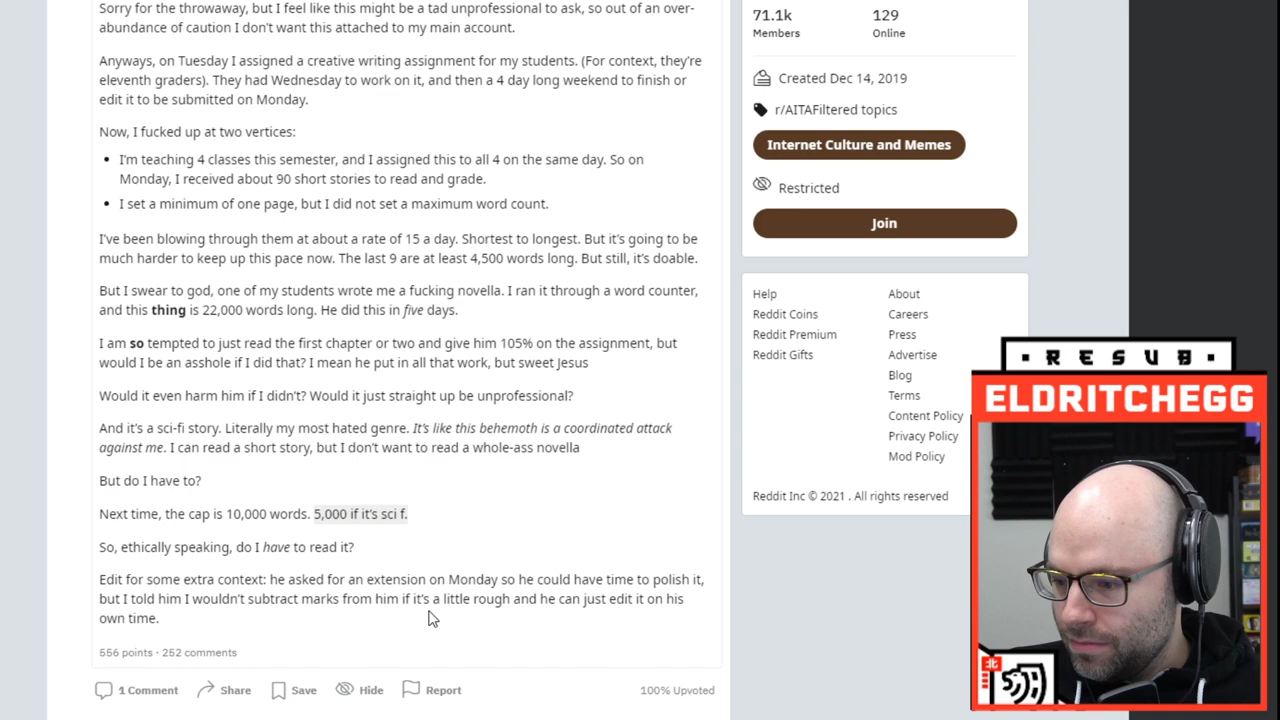 Sorry for the throwaway, but I feel like this might be a tad unprofessional to ask, so out of an over-
abundance of caution I don't want this attached to my main account.
Anyways, on Tuesday I assigned a creative writing assignment for my students. (For context, they're
eleventh graders). They had Wednesday to work on it, and then a 4 day long weekend to finish or
edit it to be submitted on Monday.
Now, I fucked up at two vertices:
• I'm teaching 4 classes this semester, and I assigned this to all 4 on the same day. So on
Monday, I received about 90 short stories to read and grade.
• I set a minimum of one page, but I did not set a maximum word count.
I've been blowing through them at about a rate of 15 a day. Shortest to longest. But it's going to be
much harder to keep up this pace now. The last 9 are at least 4,500 words long. But still, it's doable.
But I swear to god, one of my students wrote me a fucking novella. I ran it through a word counter,
and this thing is 22,000 words long. He did this in five days.
I am so tempted to just read the first chapter or two and give him 105% on the assignment, but
would I be an asshole if I did that? I mean he put in all that work, but sweet Jesus
Would it even harm him if I didn't? Would it just straight up be unprofessional?
And it's a sci-fi story. Literally my most hated genre. It's like this behemoth is a coordinated attack
against me. I can read a short story, but I don't want to read a whole-ass novella
But do I have to?
Next time, the cap is 10,000 words. 5,000 if it's sci f.
So, ethically speaking, do I have to read it?
Edit for some extra context: he asked for an extension on Monday so he could have time to polish it,
but I told him I wouldn't subtract marks from him if it's a little rough and he can just edit it on his
own time.
556 points · 252 comments
1 Comment Share Save Hide Report 100% Upvoted
71.1k 129
Members Online
Created Dec 14, 2019
r/AITAFiltered topics
Internet Culture and Memes
Restricted
Join
Help About
Reddit Coins Careers
Reddit Premium Press
Reddit Gifts Advertise
Blog
Terms
Content Policy
Privacy Policy
Mod Policy
Reddit Inc © 2021 . All rights reserved
· RESUB ·
ELDRITCHEGG